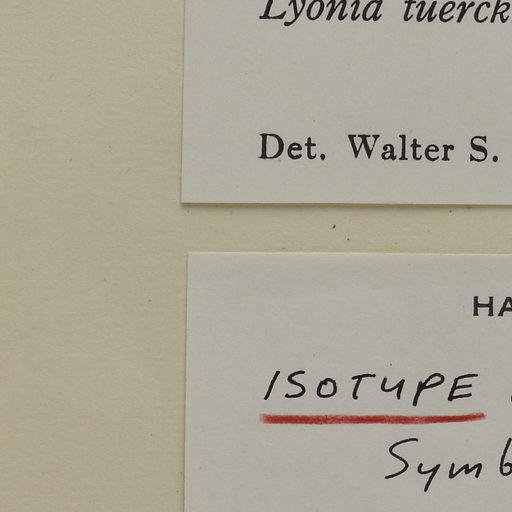 Lyonia tuerck
Det. Walter S.
HA
ISOTYPE
Symb